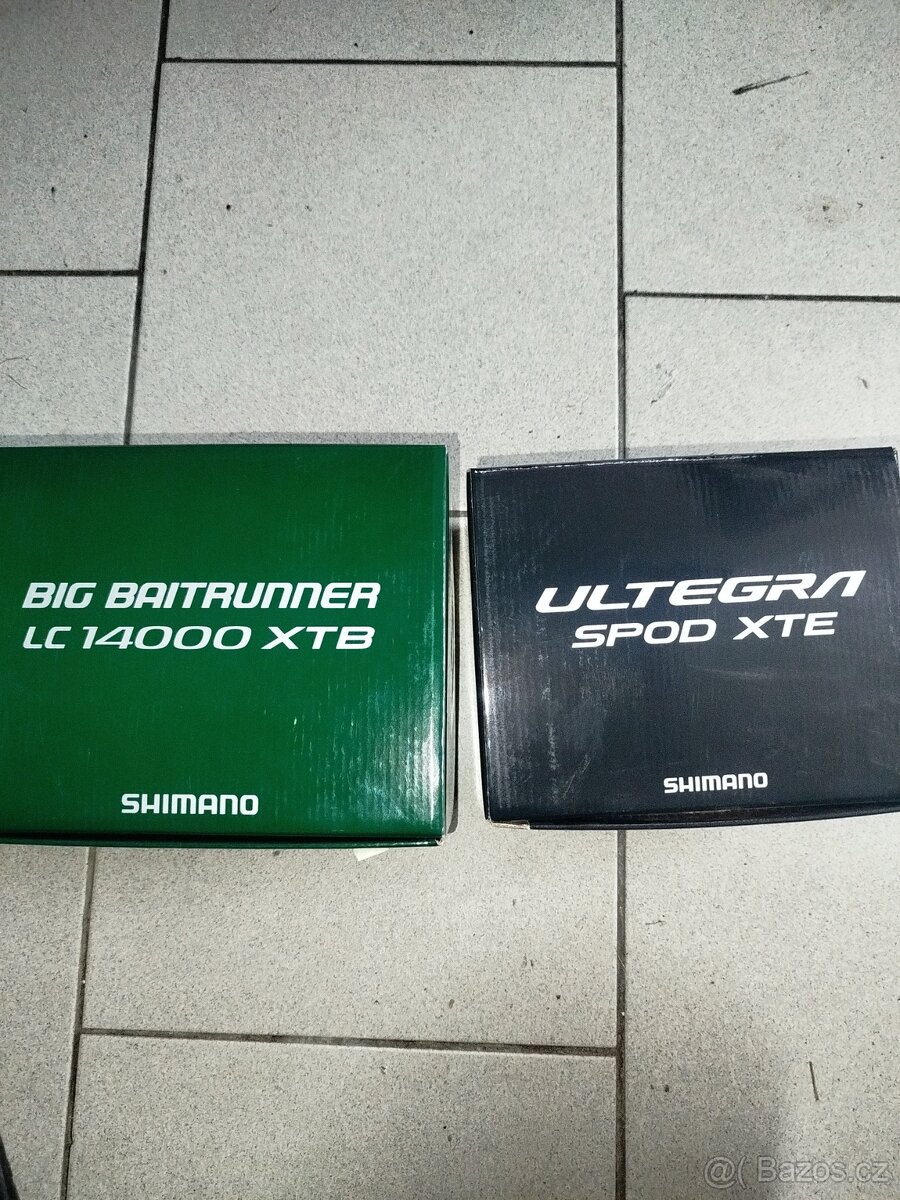 BIG BAITRUNNER
LC 14000 XTB
SHIMANO
ULTEGRA
SPOD XTE
SHIMANO
@( Bazos.cz